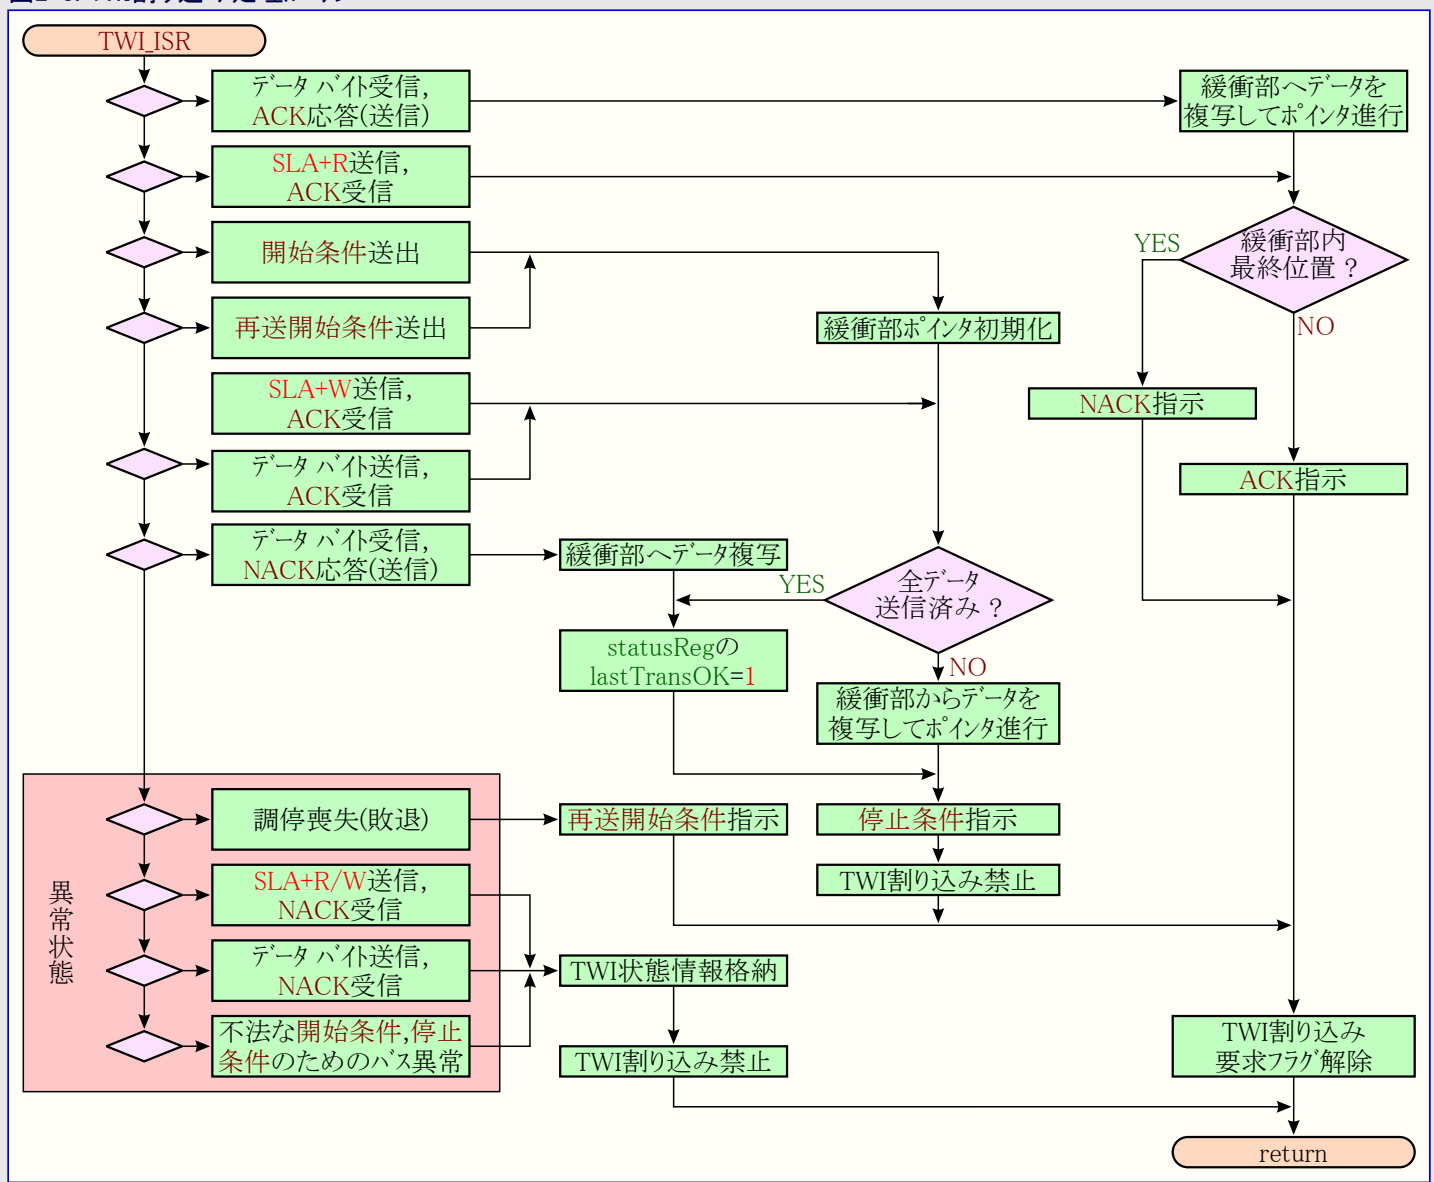 TWI_ISR
データ バイト受信,
ACK応答(送信)
緩衝部へデータを
複写してポインタ進行
SLA+R送信,
ACK受信
開始条件送出
YES
緩衝部内
最終位置 ?
再送開始条件送出
緩衝部ポインタ初期化
NO
SLA+W送信,
ACK受信
NACK指示
データ バイト送信,
ACK受信
ACK指示
データ バイト受信,
NACK応答(送信)
緩衝部へデータ複写
YES
全データ
送信済み ?
statusRegの
lastTransOK=1
NO
緩衝部からデータを
複写してポインタ進行
異常状態
調停喪失(敗退)
再送開始条件指示
停止条件指示
SLA+R/W送信,
NACK受信
TWI割り込み禁止
データ バイト送信,
NACK受信
TWI状態情報格納
不法な開始条件,停止
条件のためのバス異常
TWI割り込み禁止
TWI割り込み
要求フラグ解除
return